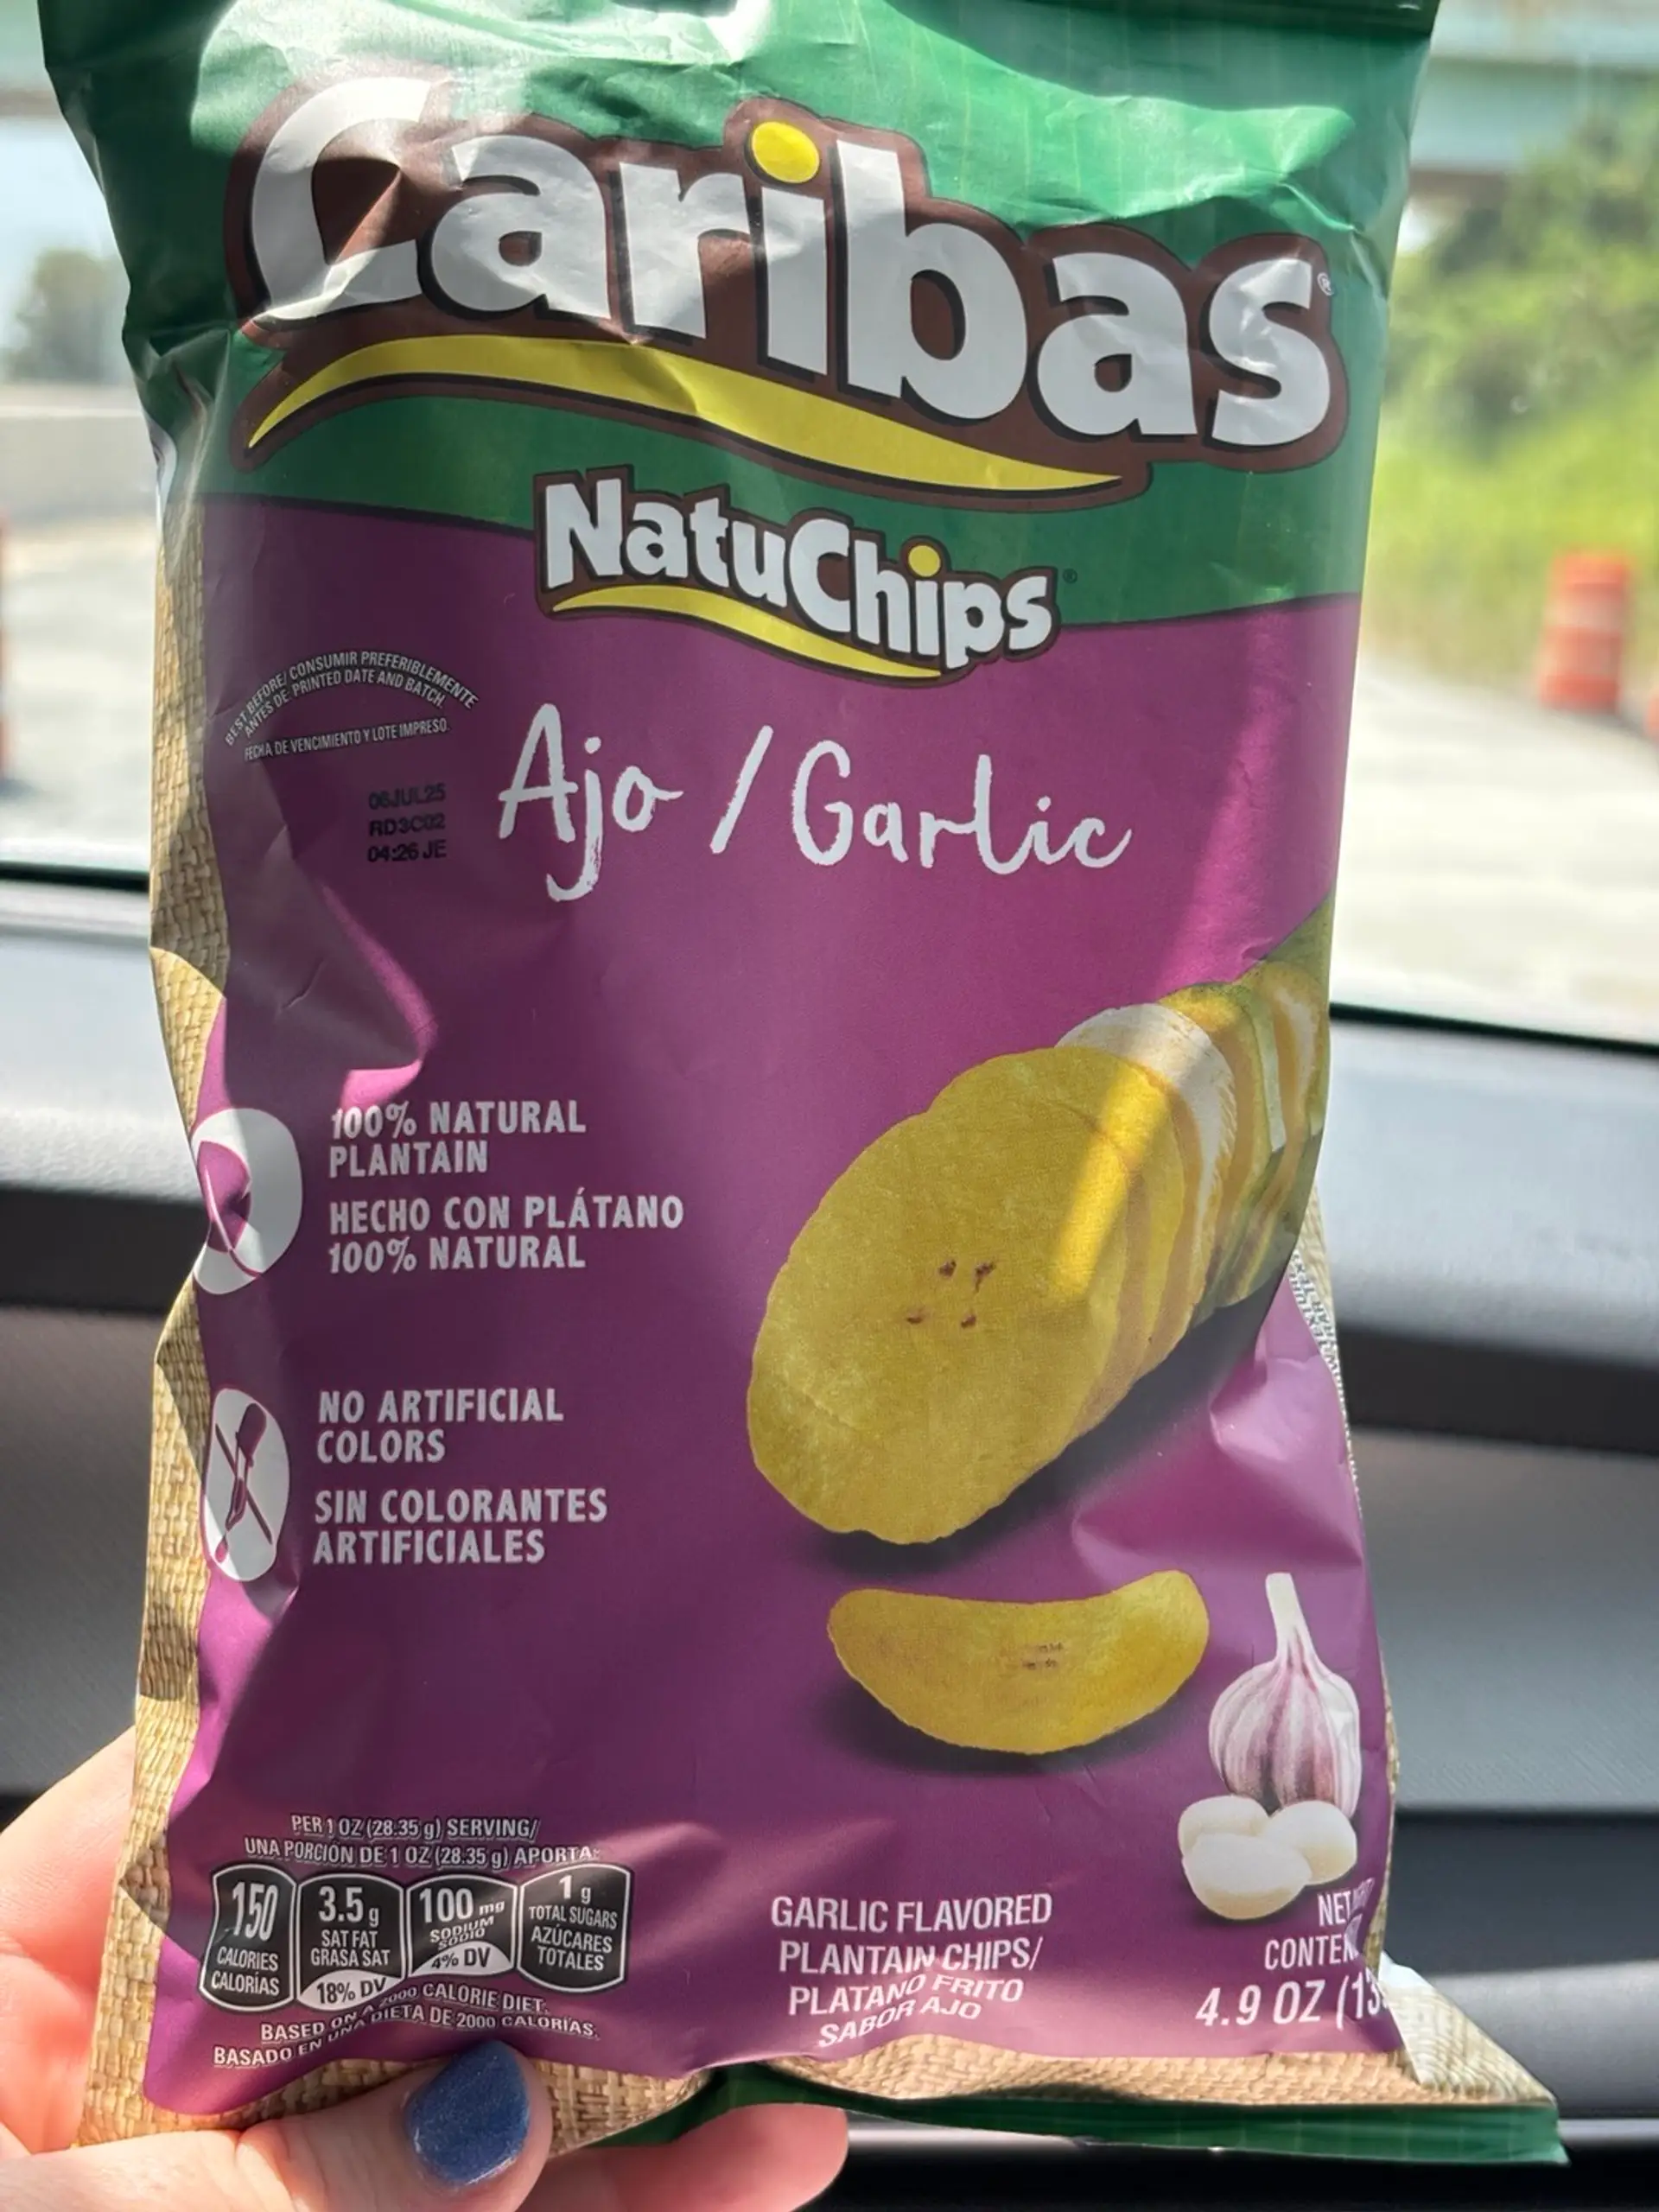 Caribas®
NatuChips®
BEST BEFORE/ CONSUMIR PREFERIBLEMENTE
ANTES DE: PRINTED DATE AND BATCH.
FECHA DE VENCIMIENTO Y LOTE IMPRESO.
06JUL25
RD3C02
04:26 JE
Ajo / Garlic
100% NATURAL
PLANTAIN
HECHO CON PLÁTANO
100% NATURAL
NO ARTIFICIAL
COLORS
SIN COLORANTES
ARTIFICIALES
PER 1 OZ (28.35 g) SERVING/
UNA PORCIÓN DE 1 OZ (28.35 g) APORTA:
150
CALORIES
CALORÍAS
3.5 g
SAT FAT
GRASA SAT
18% DV
100 mg
SODIUM
SODIO
4% DV
1 g
TOTAL SUGARS
AZÚCARES
TOTALES
BASED ON A 2000 CALORIE DIET.
BASADO EN UNA DIETA DE 2000 CALORÍAS.
GARLIC FLAVORED
PLANTAIN CHIPS/
PLATANO FRITO
SABOR AJO
NET
4.9 OZ